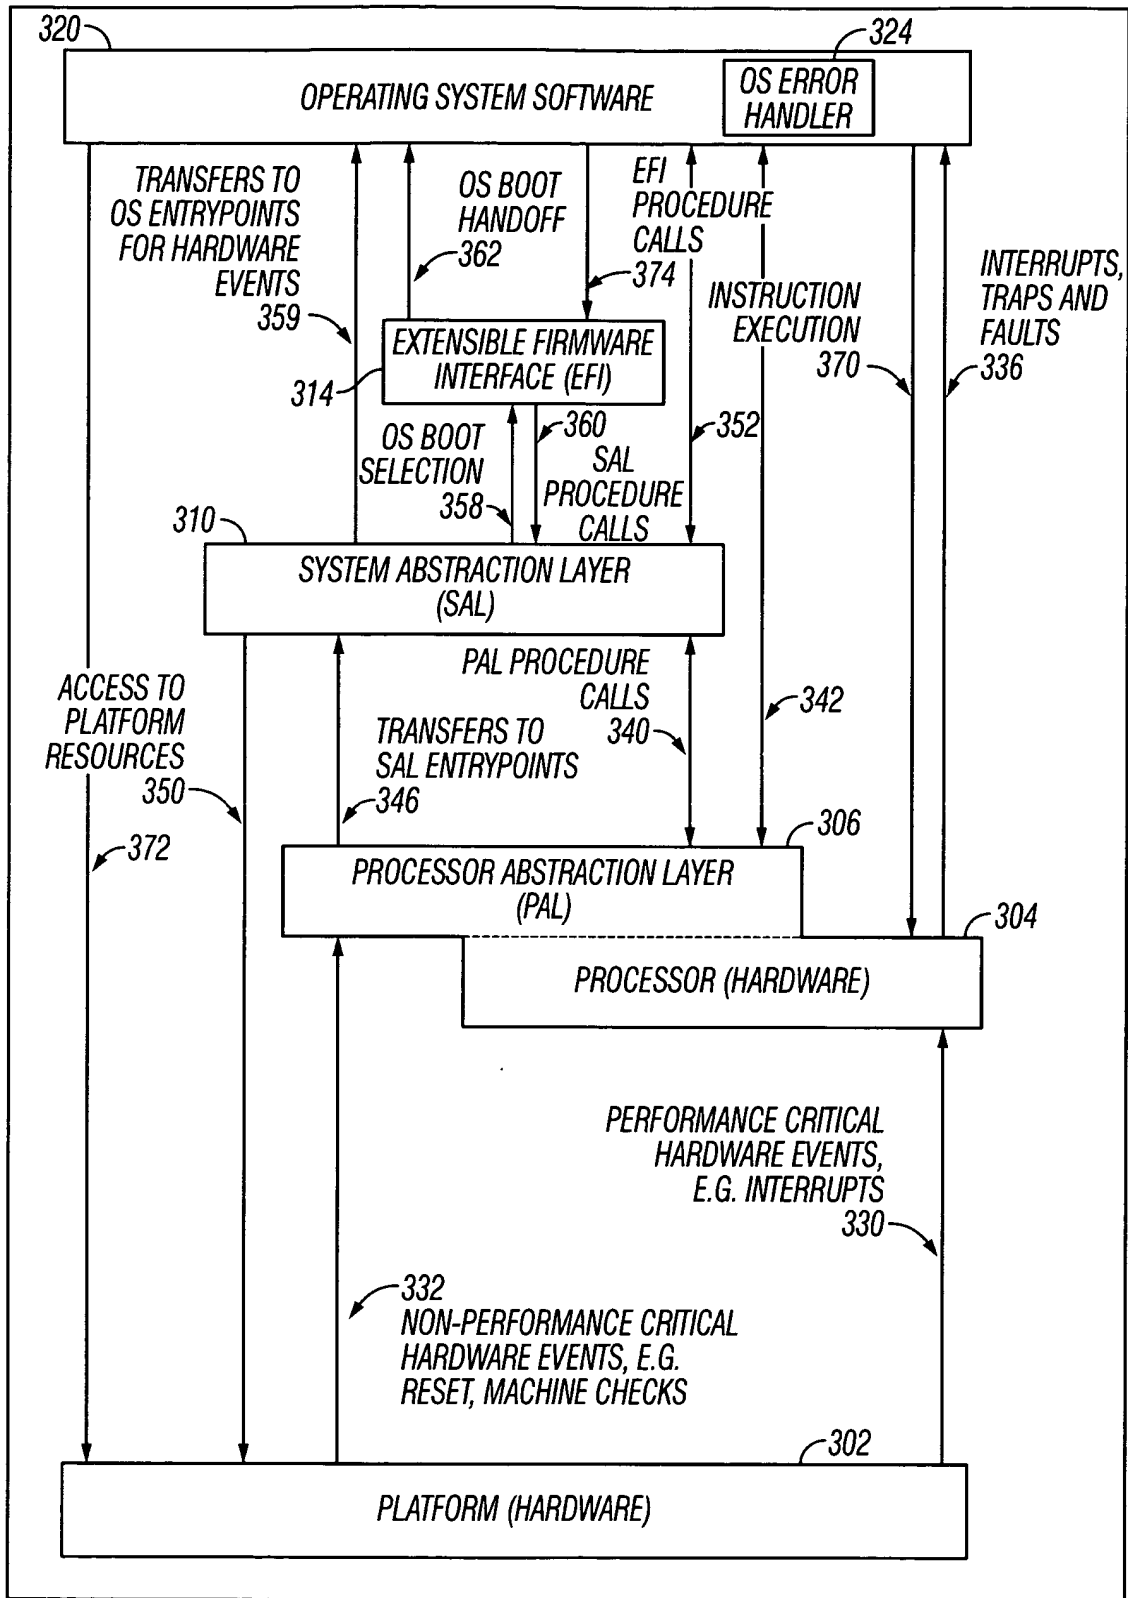 320
324
OPERATING SYSTEM SOFTWARE
OS ERROR
HANDLER
TRANSFERS TO
OS ENTRYPOINTS
FOR HARDWARE
EVENTS
359
OS BOOT
HANDOFF
362
EFI
PROCEDURE
CALLS
374
INSTRUCTION
EXECUTION
370
INTERRUPTS,
TRAPS AND
FAULTS
336
EXTENSIBLE FIRMWARE
INTERFACE (EFI)
314
OS BOOT
SELECTION
358
360
SAL
PROCEDURE
CALLS
352
310
SYSTEM ABSTRACTION LAYER
(SAL)
ACCESS TO
PLATFORM
RESOURCES
350
372
TRANSFERS TO
SAL ENTRYPOINTS
346
PAL PROCEDURE
CALLS
340
342
306
PROCESSOR ABSTRACTION LAYER
(PAL)
304
PROCESSOR (HARDWARE)
PERFORMANCE CRITICAL
HARDWARE EVENTS,
E.G. INTERRUPTS
330
332
NON-PERFORMANCE CRITICAL
HARDWARE EVENTS, E.G.
RESET, MACHINE CHECKS
302
PLATFORM (HARDWARE)